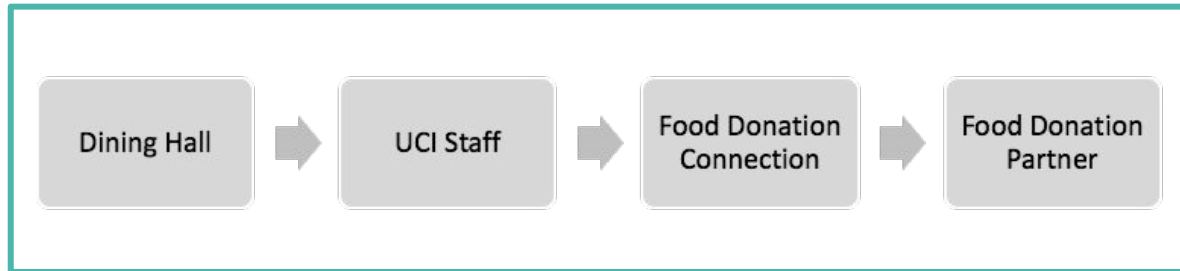 Dining Hall
UCI Staff
Food Donation
Connection
Food Donation
Partner